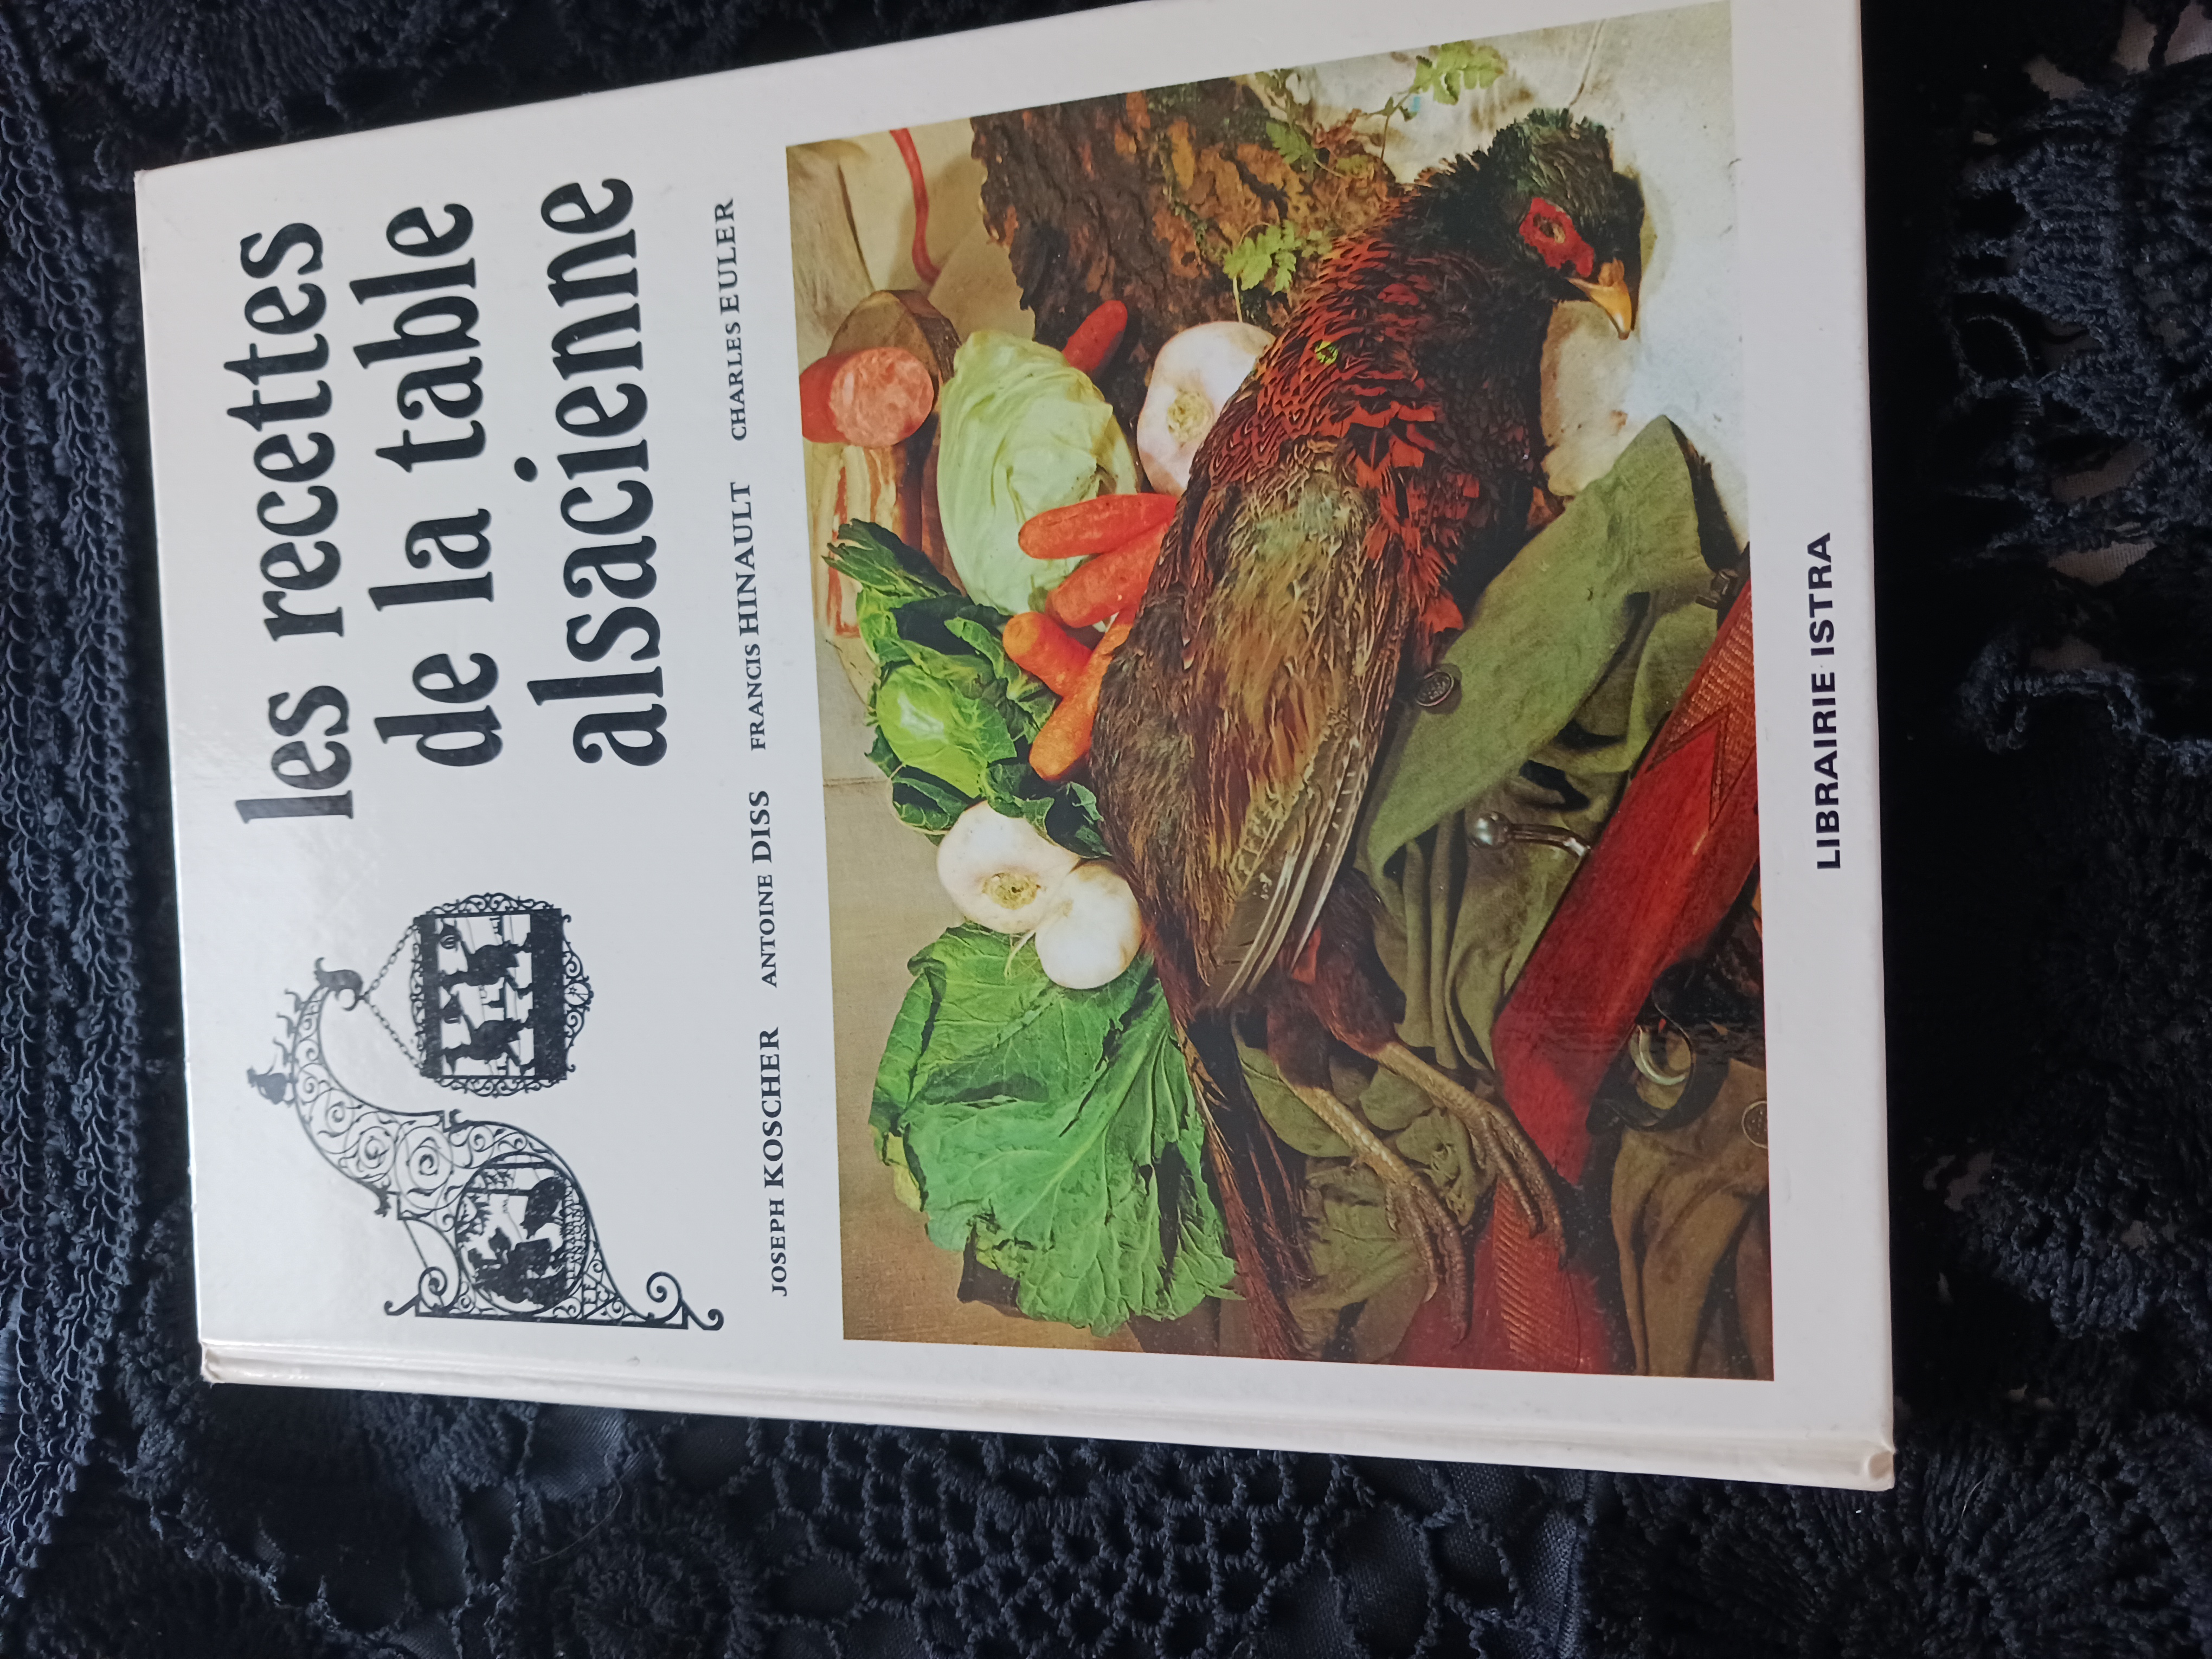 les recettes
de la table
alsacienne
JOSEPH KOSCHER ANTOINE DISS FRANCIS HINAULT CHARLES EULER
LIBRAIRIE ISTRA